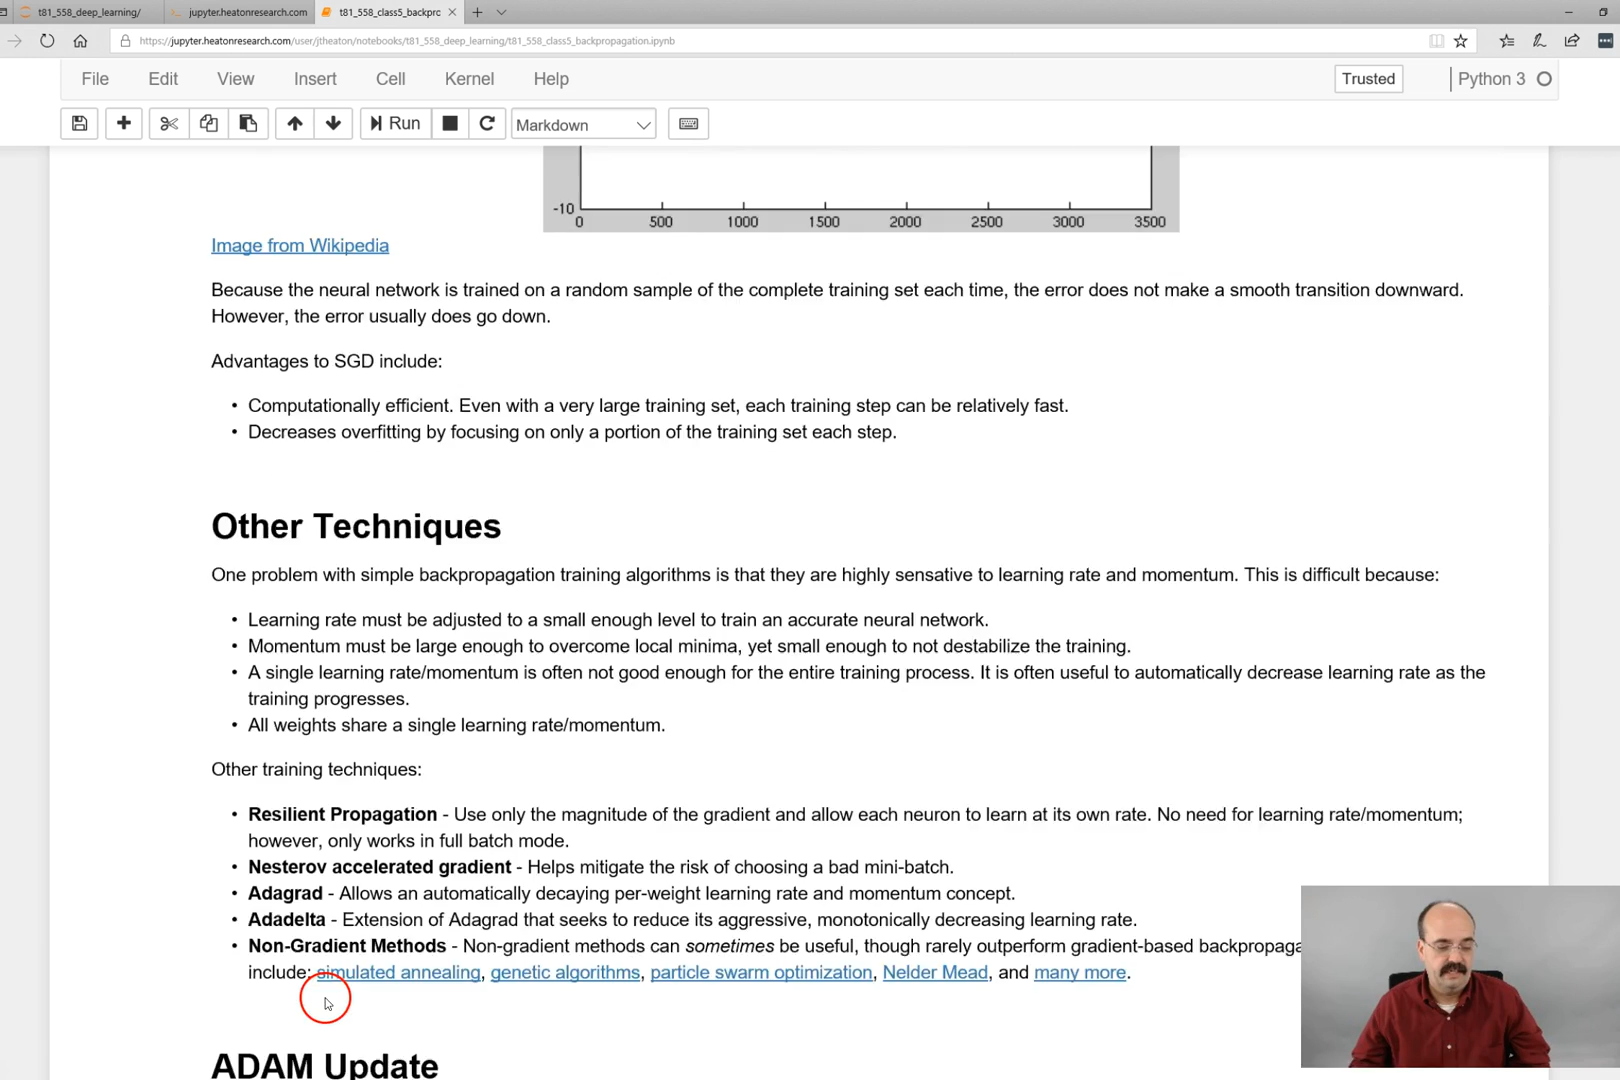 t81_558_deep_learning/
jupyter.heatonresearch.com
t81_558_class5_backprc
https://jupyter.heatonresearch.com/user/jtheaton/notebooks/t81_558_deep_learning/t81_558_class5_backpropagation.ipynb
File Edit View Insert Cell Kernel Help Trusted Python 3
Run Markdown
-10
0 500 1000 1500 2000 2500 3000 3500
Image from Wikipedia
Because the neural network is trained on a random sample of the complete training set each time, the error does not make a smooth transition downward.
However, the error usually does go down.
Advantages to SGD include:
• Computationally efficient. Even with a very large training set, each training step can be relatively fast.
• Decreases overfitting by focusing on only a portion of the training set each step.
Other Techniques
One problem with simple backpropagation training algorithms is that they are highly sensative to learning rate and momentum. This is difficult because:
• Learning rate must be adjusted to a small enough level to train an accurate neural network.
• Momentum must be large enough to overcome local minima, yet small enough to not destabilize the training.
• A single learning rate/momentum is often not good enough for the entire training process. It is often useful to automatically decrease learning rate as the
training progresses.
• All weights share a single learning rate/momentum.
Other training techniques:
• Resilient Propagation - Use only the magnitude of the gradient and allow each neuron to learn at its own rate. No need for learning rate/momentum;
however, only works in full batch mode.
• Nesterov accelerated gradient - Helps mitigate the risk of choosing a bad mini-batch.
• Adagrad - Allows an automatically decaying per-weight learning rate and momentum concept.
• Adadelta - Extension of Adagrad that seeks to reduce its aggressive, monotonically decreasing learning rate.
• Non-Gradient Methods - Non-gradient methods can sometimes be useful, though rarely outperform gradient-based backpropaga
include: simulated annealing, genetic algorithms, particle swarm optimization, Nelder Mead, and many more.
ADAM Update